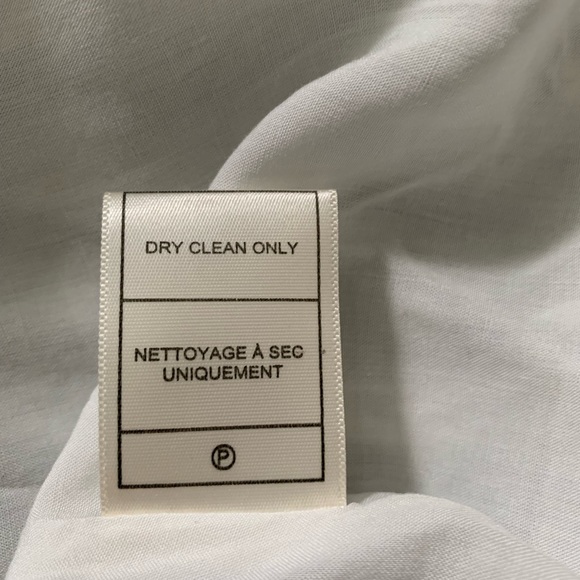 DRY CLEAN ONLY
NETTOYAGE À SEC
UNIQUEMENT
P